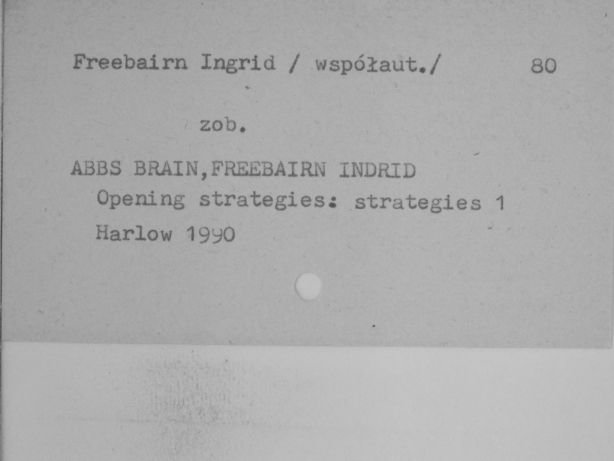 Freebairn Ingrid / współaut./ 80
zob.
ABBS BRAIN,FREEBAIRN INDRID
Opening strategies: strategies 1
Harlow 1990